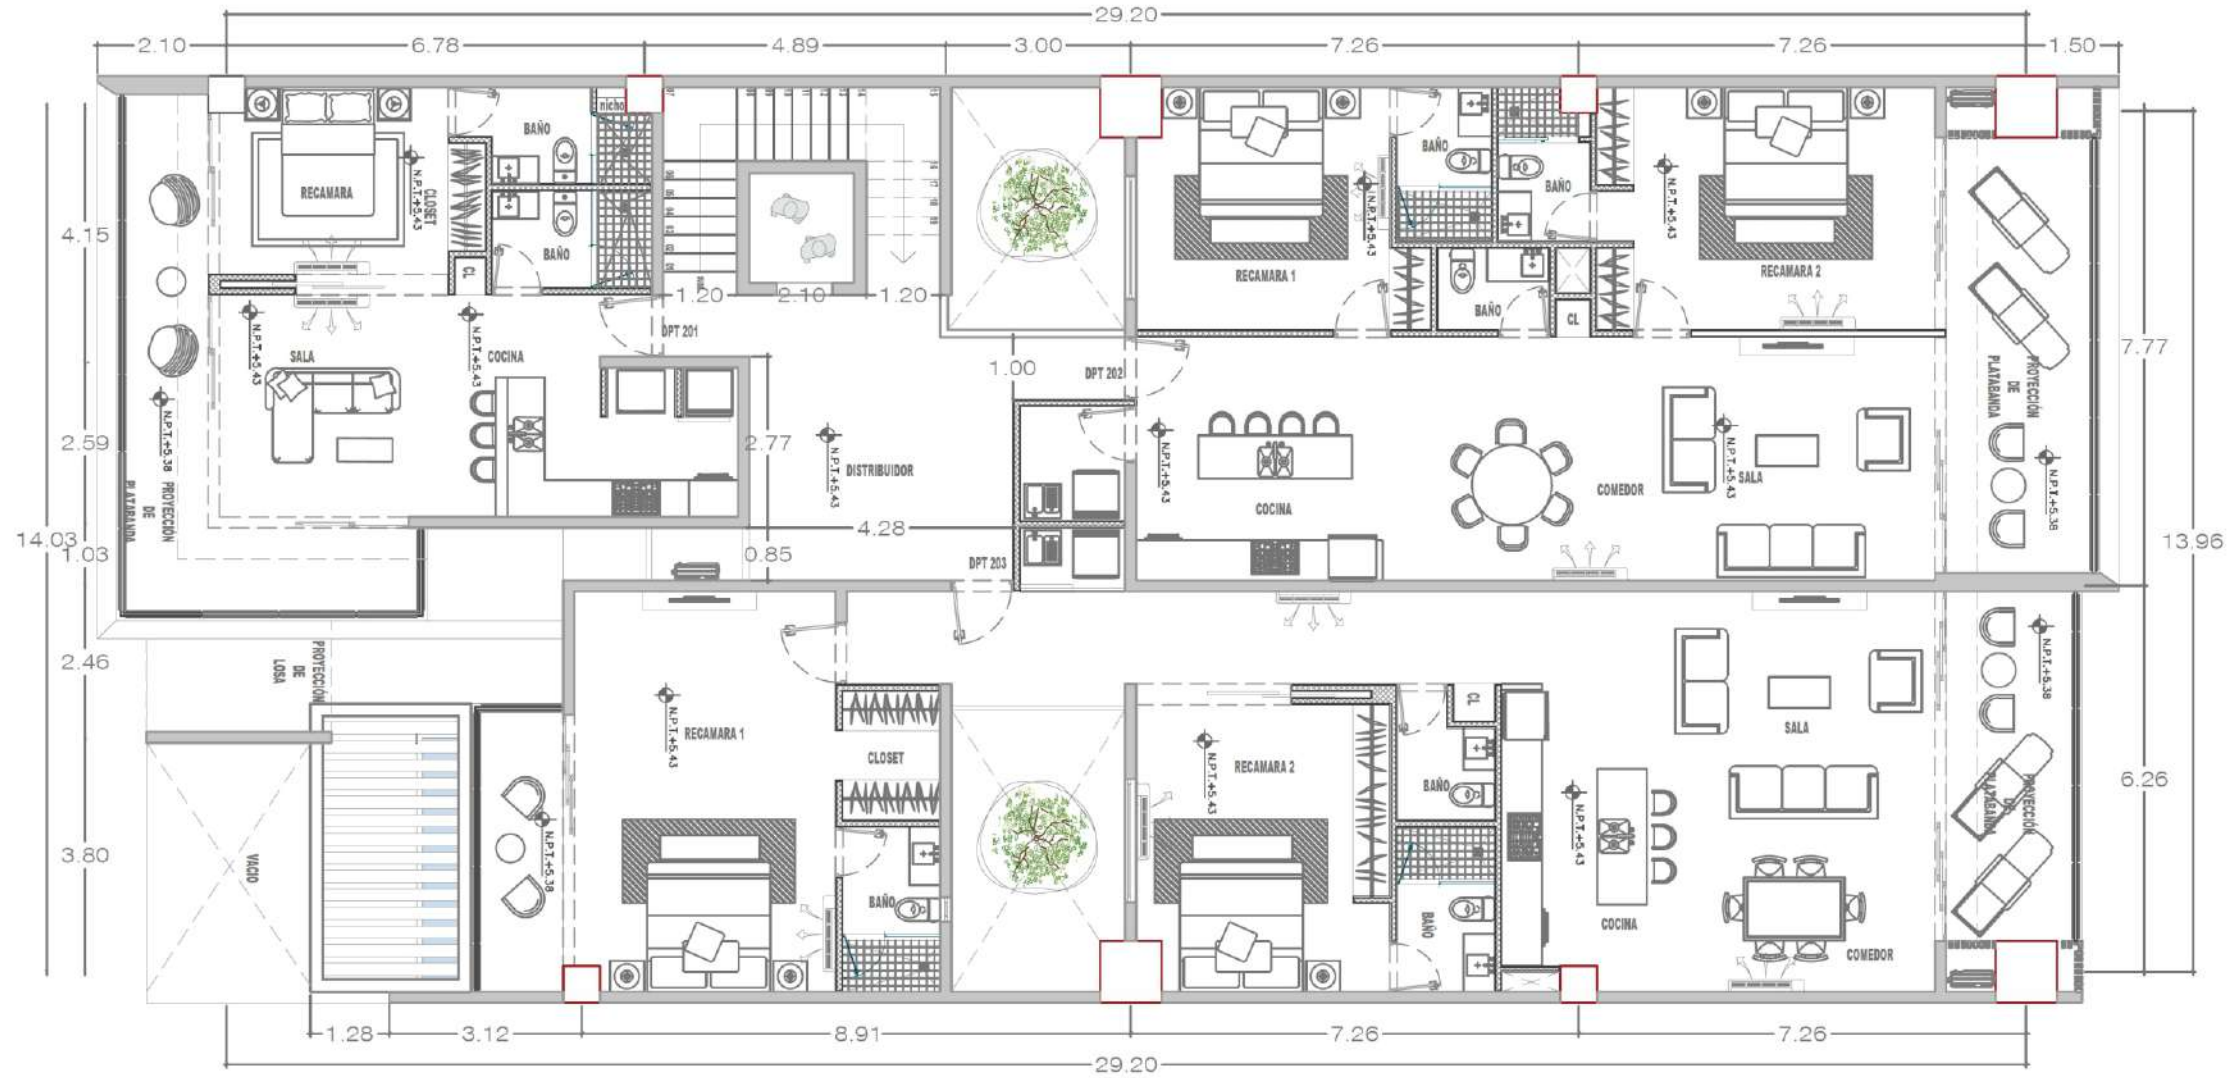 29.20
2.10
6.78
4.89
3.00
7.26
7.26
1.50
nicho
BAÑO
RECAMARA
N.P.T.+5.43
CLOSET
BAÑO
CL
4.15
1.20
2.10
1.20
BAÑO
BAÑO
N.P.T.+5.43
N.P.T.+5.43
RECAMARA 1
RECAMARA 2
BAÑO
CL
N.P.T.+5.43
SALA
N.P.T.+5.43
COCINA
DPT 201
1.00
DPT 202
7.77
PROYECCIÓN
DE
PLATABANDA
2.59
N.P.T.+5.38
PROYECCIÓN
DE
PLATABANDA
2.77
N.P.T.+5.43
DISTRIBUIDOR
N.P.T.+5.43
COCINA
COMEDOR
N.P.T.+5.43
SALA
N.P.T.+5.38
14.03
1.03
4.28
0.85
DPT 203
13.96
2.46
PROYECCIÓN
DE
LOSA
N.P.T.+5.43
RECAMARA 1
CLOSET
N.P.T.+5.43
RECAMARA 2
CL
BAÑO
SALA
N.P.T.+5.38
6.26
PROYECCIÓN
DE
PLATABANDA
3.80
VACIO
N.P.T.+5.38
BAÑO
BAÑO
N.P.T.+5.43
COCINA
COMEDOR
1.28
3.12
8.91
7.26
7.26
29.20